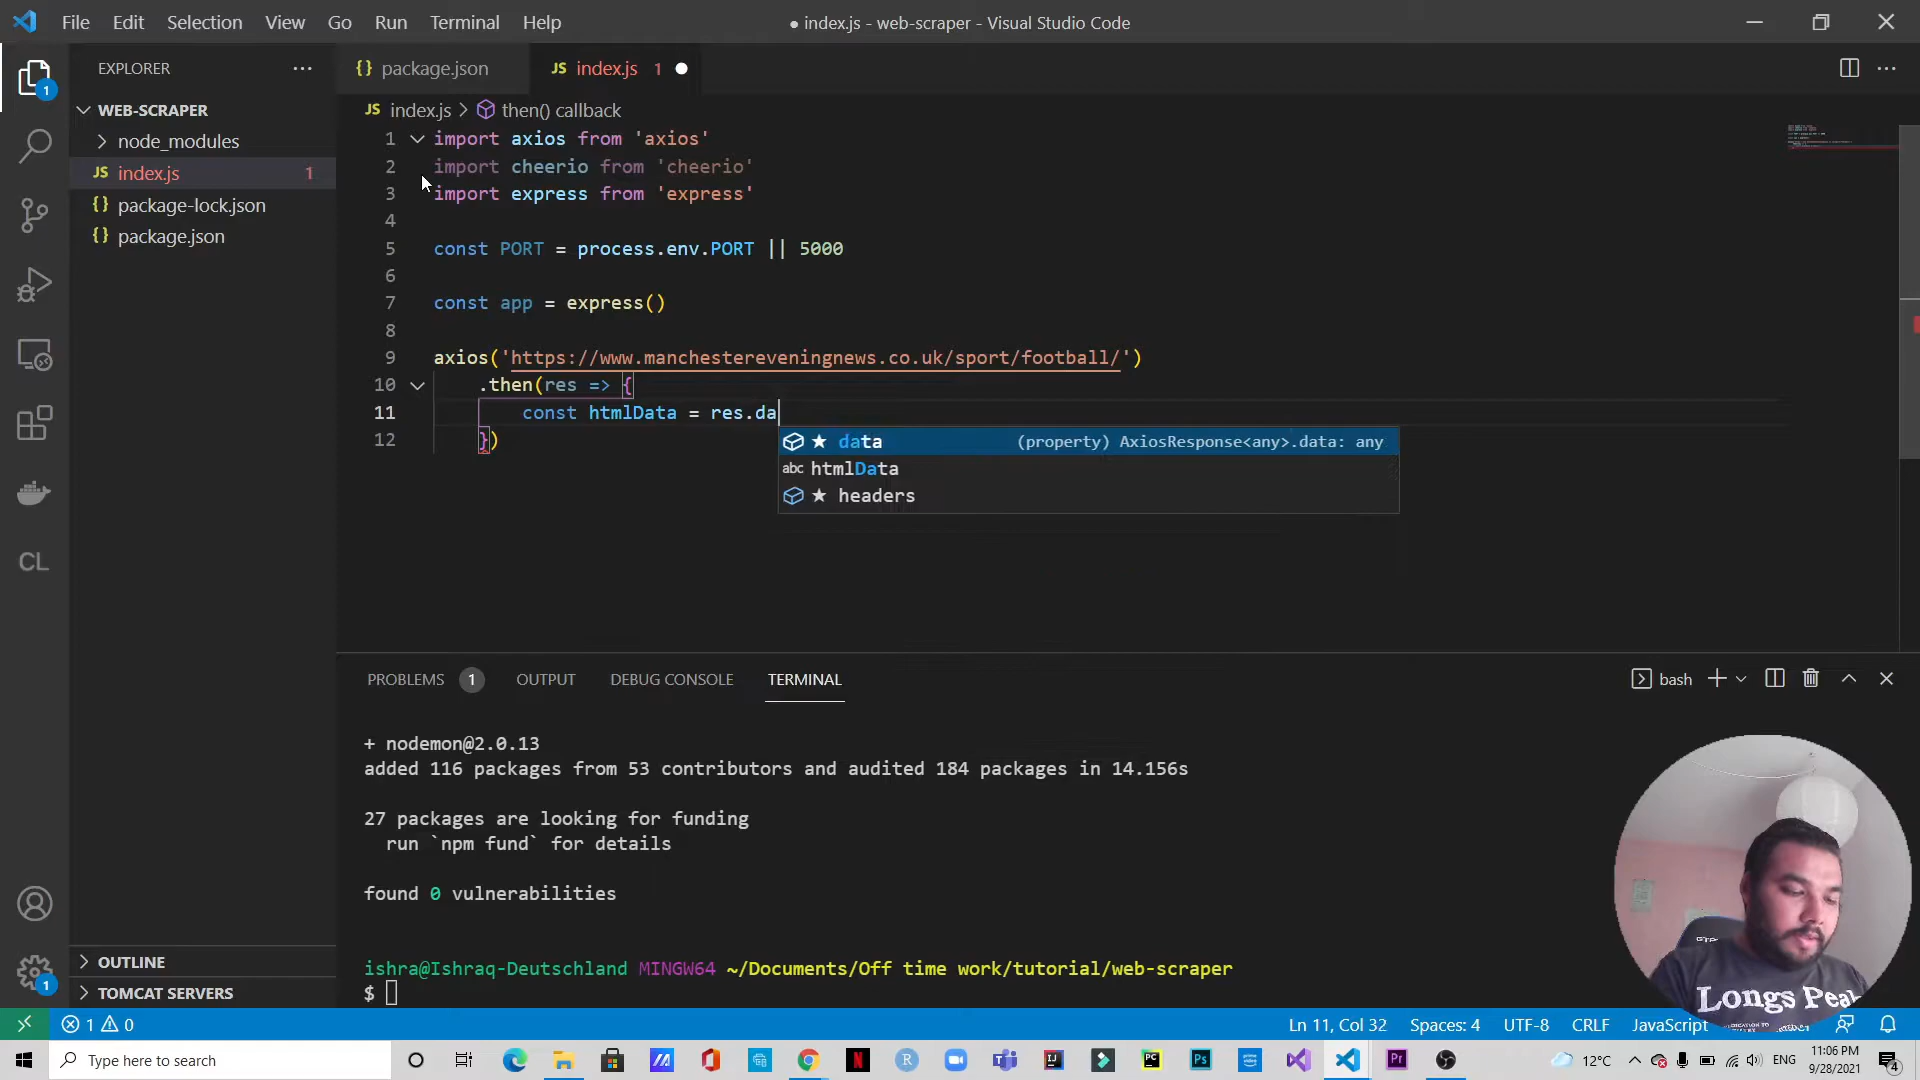 File Edit Selection View Go Run Terminal Help
● index.js - web-scraper - Visual Studio Code
EXPLORER
package.json
JS index.js 1
WEB-SCRAPER
node_modules
JS index.js 1
{} package-lock.json
{} package.json
JS index.js > then() callback
1 import axios from 'axios'
2 import cheerio from 'cheerio'
3 import express from 'express'
4
5 const PORT = process.env.PORT || 5000
6
7 const app = express()
8
9 axios('https://www.manchestereveningnews.co.uk/sport/football/')
10 .then(res => {
11 const htmlData = res.da
12 })
data (property) AxiosResponse<any>.data: any
abc htmlData
headers
CL
PROBLEMS 1 OUTPUT DEBUG CONSOLE TERMINAL
bash
+ nodemon@2.0.13
added 116 packages from 53 contributors and audited 184 packages in 14.156s
27 packages are looking for funding
run `npm fund` for details
found 0 vulnerabilities
ishra@Ishraq-Deutschland MINGW64 ~/Documents/Off time work/tutorial/web-scraper
$
OUTLINE
TOMCAT SERVERS
Longs Peak
1 0
Ln 11, Col 32 Spaces: 4 UTF-8 CRLF JavaScript
Type here to search
12°C ENG 11:06 PM
9/28/2021